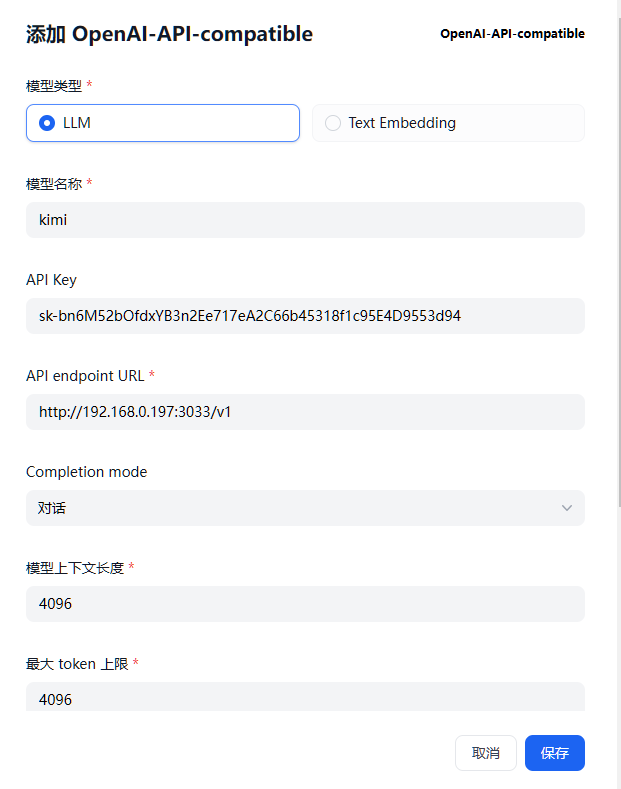 添加 OpenAI-API-compatible
OpenAI-API-compatible
模型类型 *
LLM
Text Embedding
模型名称 *
kimi
API Key
sk-bn6M52bOfdxYB3n2Ee717eA2C66b45318f1c95E4D9553d94
API endpoint URL *
http://192.168.0.197:3033/v1
Completion mode
对话
模型上下文长度 *
4096
最大 token 上限 *
4096
取消
保存